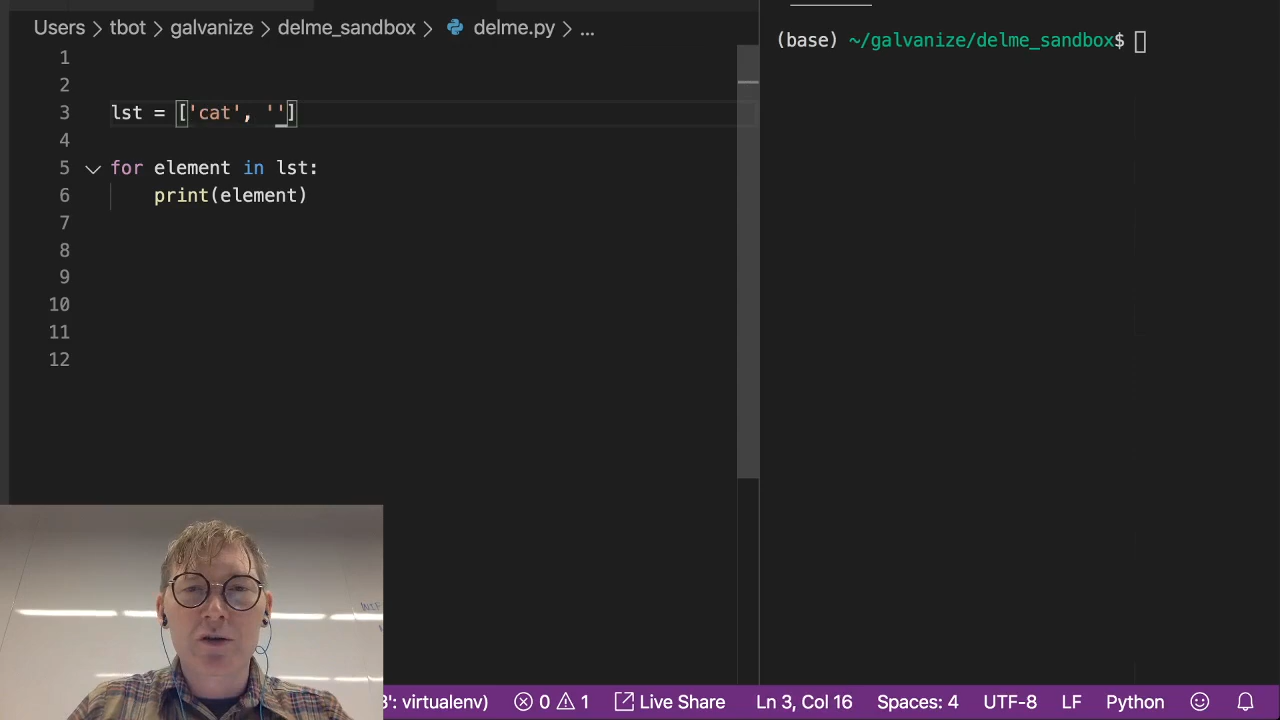 Users > tbot > galvanize > delme_sandbox > delme.py > ...
1
2
3 lst = ['cat', '']
4
5 for element in lst:
6 print(element)
7
8
9
10
11
12
(base) ~/galvanize/delme_sandbox$
3': virtualenv) 0 1 Live Share Ln 3, Col 16 Spaces: 4 UTF-8 LF Python